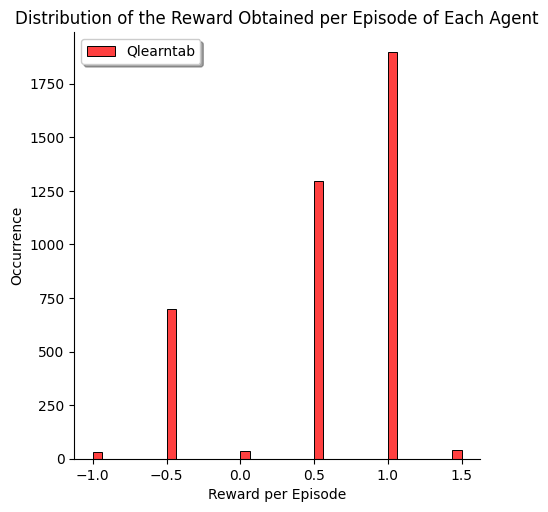 Distribution of the Reward Obtained per Episode of Each Agent
Qlearntab
1750
1500
1250
1000
750
500
250
0
Occurrence
−1.0 −0.5 0.0 0.5 1.0 1.5
Reward per Episode